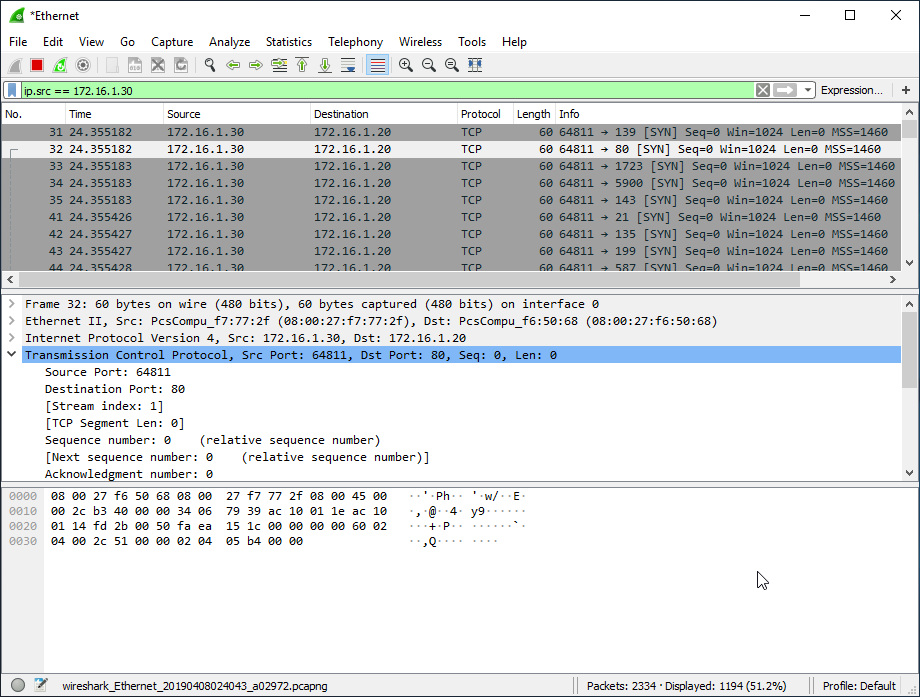 *Ethernet
File Edit View Go Capture Analyze Statistics Telephony Wireless Tools Help
ip.src == 172.16.1.30 Expression... +
No. Time Source Destination Protocol Length Info
31 24.355182 172.16.1.30 172.16.1.20 TCP 60 64811 → 139 [SYN] Seq=0 Win=1024 Len=0 MSS=1460
32 24.355182 172.16.1.30 172.16.1.20 TCP 60 64811 → 80 [SYN] Seq=0 Win=1024 Len=0 MSS=1460
33 24.355183 172.16.1.30 172.16.1.20 TCP 60 64811 → 1723 [SYN] Seq=0 Win=1024 Len=0 MSS=1460
34 24.355183 172.16.1.30 172.16.1.20 TCP 60 64811 → 5900 [SYN] Seq=0 Win=1024 Len=0 MSS=1460
35 24.355183 172.16.1.30 172.16.1.20 TCP 60 64811 → 143 [SYN] Seq=0 Win=1024 Len=0 MSS=1460
41 24.355426 172.16.1.30 172.16.1.20 TCP 60 64811 → 21 [SYN] Seq=0 Win=1024 Len=0 MSS=1460
42 24.355427 172.16.1.30 172.16.1.20 TCP 60 64811 → 135 [SYN] Seq=0 Win=1024 Len=0 MSS=1460
43 24.355427 172.16.1.30 172.16.1.20 TCP 60 64811 → 199 [SYN] Seq=0 Win=1024 Len=0 MSS=1460
44 24.355428 172.16.1.30 172.16.1.20 TCP 60 64811 → 587 [SYN] Seq=0 Win=1024 Len=0 MSS=1460
Frame 32: 60 bytes on wire (480 bits), 60 bytes captured (480 bits) on interface 0
Ethernet II, Src: PcsCompu_f7:77:2f (08:00:27:f7:77:2f), Dst: PcsCompu_f6:50:68 (08:00:27:f6:50:68)
Internet Protocol Version 4, Src: 172.16.1.30, Dst: 172.16.1.20
Transmission Control Protocol, Src Port: 64811, Dst Port: 80, Seq: 0, Len: 0
Source Port: 64811
Destination Port: 80
[Stream index: 1]
[TCP Segment Len: 0]
Sequence number: 0 (relative sequence number)
[Next sequence number: 0 (relative sequence number)]
Acknowledgment number: 0
0000 08 00 27 f6 50 68 08 00 27 f7 77 2f 08 00 45 00 ··'·Ph·· '·w/··E·
0010 00 2c b3 40 00 00 34 06 79 39 ac 10 01 1e ac 10 ·,·@··4· y9······
0020 01 14 fd 2b 00 50 fa ea 15 1c 00 00 00 00 60 02 ···+·P·· ······`·
0030 04 00 2c 51 00 00 02 04 05 b4 00 00 ··,Q···· ····
wireshark_Ethernet_20190408024043_a02972.pcapng Packets: 2334 · Displayed: 1194 (51.2%) Profile: Default